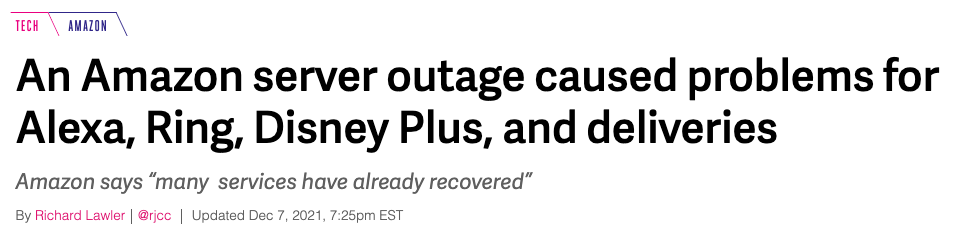 TECH AMAZON
An Amazon server outage caused problems for
Alexa, Ring, Disney Plus, and deliveries
Amazon says “many  services have already recovered”
By Richard Lawler | @rjcc | Updated Dec 7, 2021, 7:25pm EST